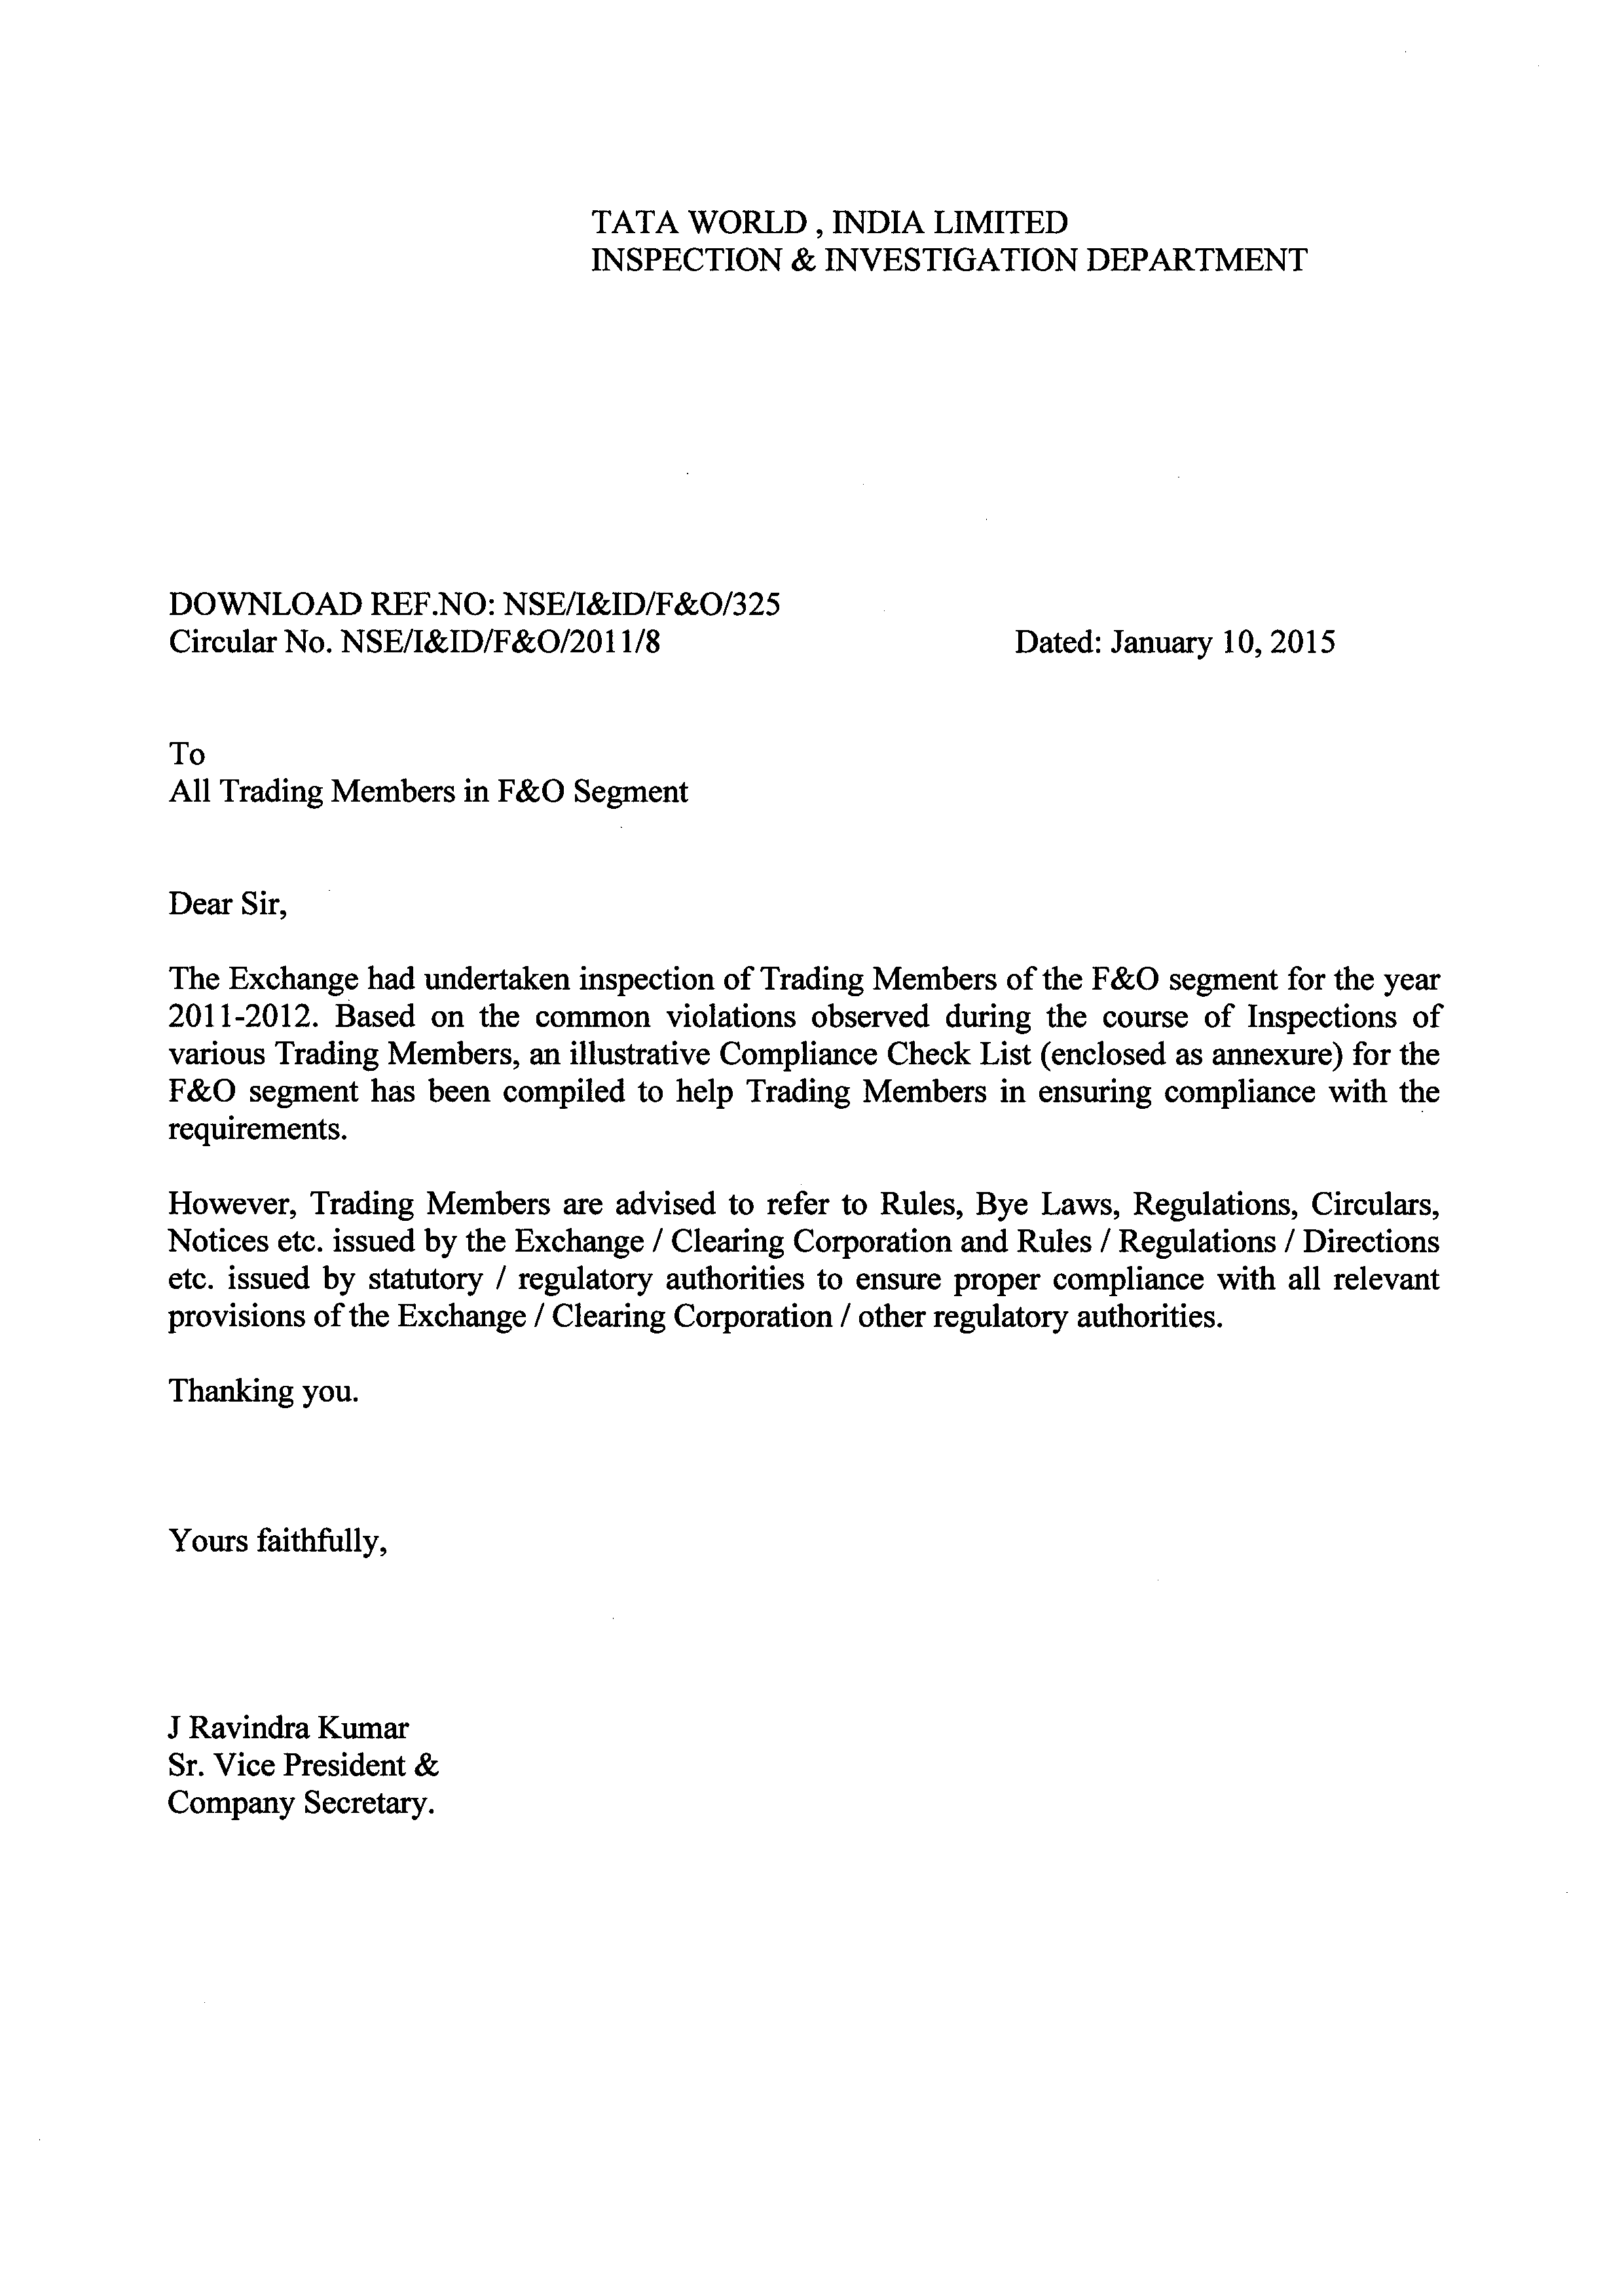 TATA WORLD , INDIA LIMITED
INSPECTION & INVESTIGATION DEPARTMENT
DOWNLOAD REF.NO: NSE/I&ID/F&O/325
Circular No. NSE/I&ID/F&O/2011/8 Dated: January 10, 2015
To
All Trading Members in F&O Segment
Dear Sir,
The Exchange had undertaken inspection of Trading Members of the F&O segment for the year
2011-2012. Based on the common violations observed during the course of Inspections of
various Trading Members, an illustrative Compliance Check List (enclosed as annexure) for the
F&O segment has been compiled to help Trading Members in ensuring compliance with the
requirements.
However, Trading Members are advised to refer to Rules, Bye Laws, Regulations, Circulars,
Notices etc. issued by the Exchange / Clearing Corporation and Rules / Regulations / Directions
etc. issued by statutory / regulatory authorities to ensure proper compliance with all relevant
provisions of the Exchange / Clearing Corporation / other regulatory authorities.
Thanking you.
Yours faithfully,
J Ravindra Kumar
Sr. Vice President &
Company Secretary.